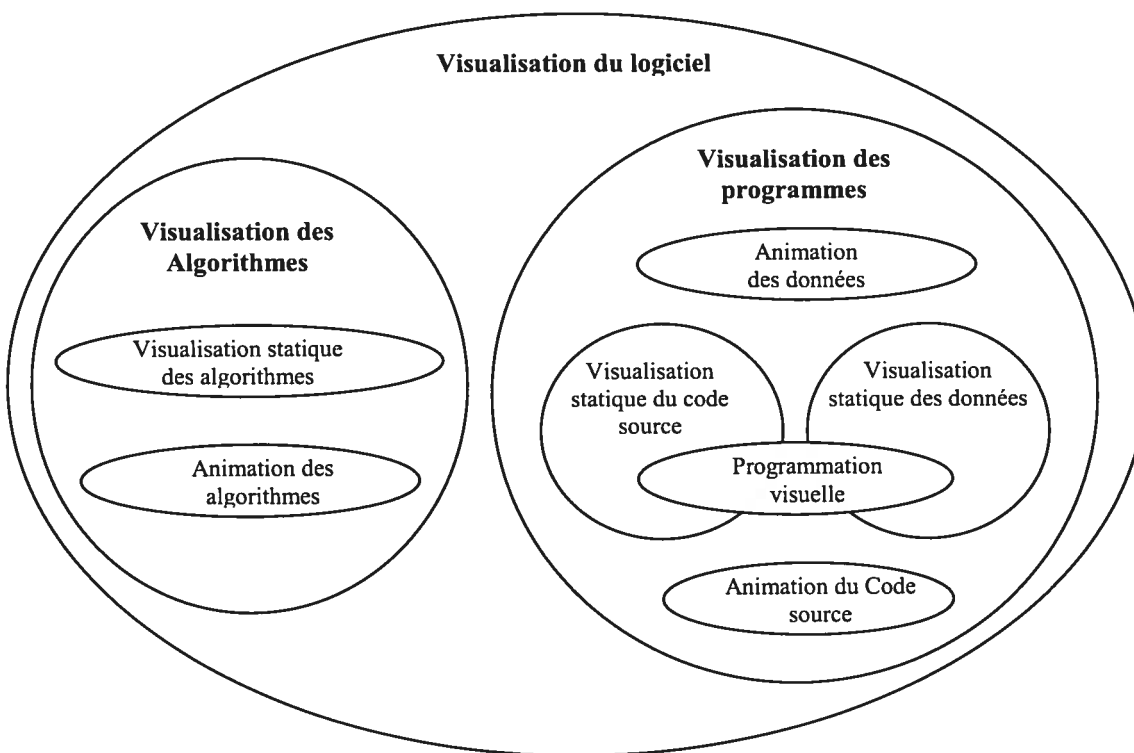 Visualisation du logiciel
Visualisation des
Algorithmes
Visualisation statique
des algorithmes
Animation des
algorithmes
Visualisation des
programmes
Animation
des données
Visualisation
statique du code
source
Visualisation
statique des données
Programmation
visuelle
Animation du Code
source